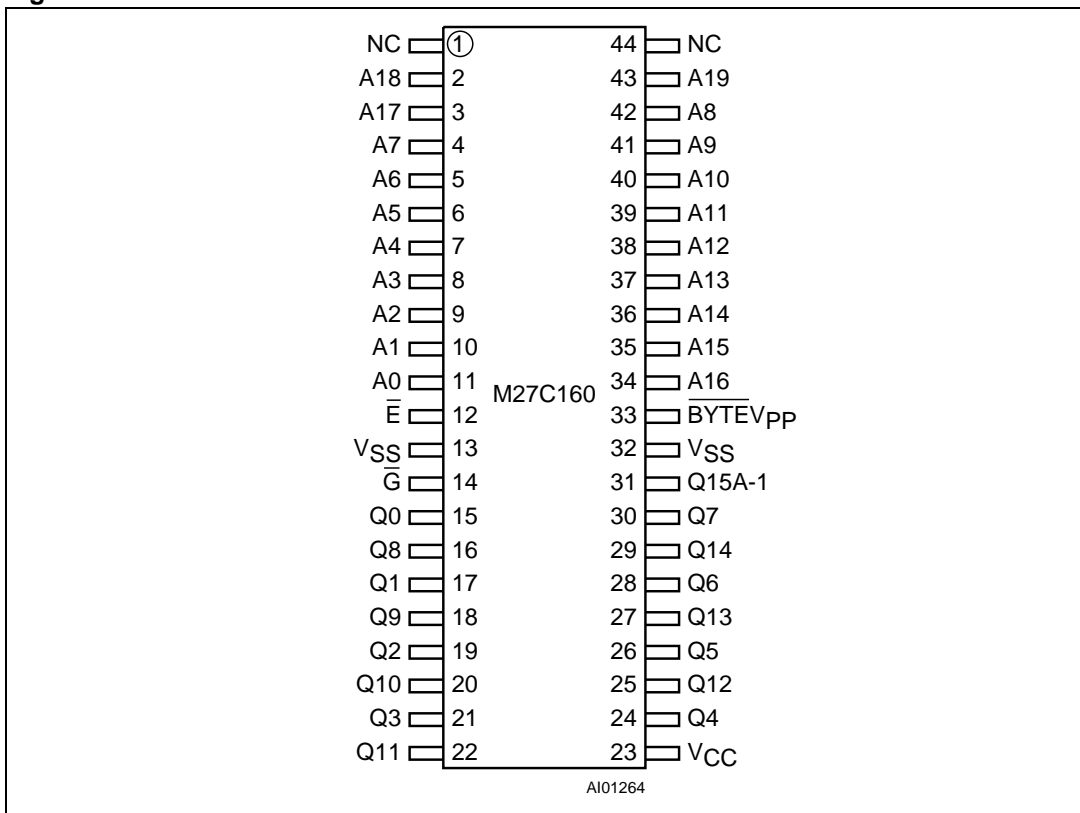 NC 1 44 NC
A18 2 43 A19
A17 3 42 A8
A7 4 41 A9
A6 5 40 A10
A5 6 39 A11
A4 7 38 A12
A3 8 37 A13
A2 9 36 A14
A1 10 35 A15
A0 11 34 A16
M27C160
E̅ 12 33 B̅Y̅T̅E̅VPP
VSS 13 32 VSS
G̅ 14 31 Q15A-1
Q0 15 30 Q7
Q8 16 29 Q14
Q1 17 28 Q6
Q9 18 27 Q13
Q2 19 26 Q5
Q10 20 25 Q12
Q3 21 24 Q4
Q11 22 23 VCC
AI01264